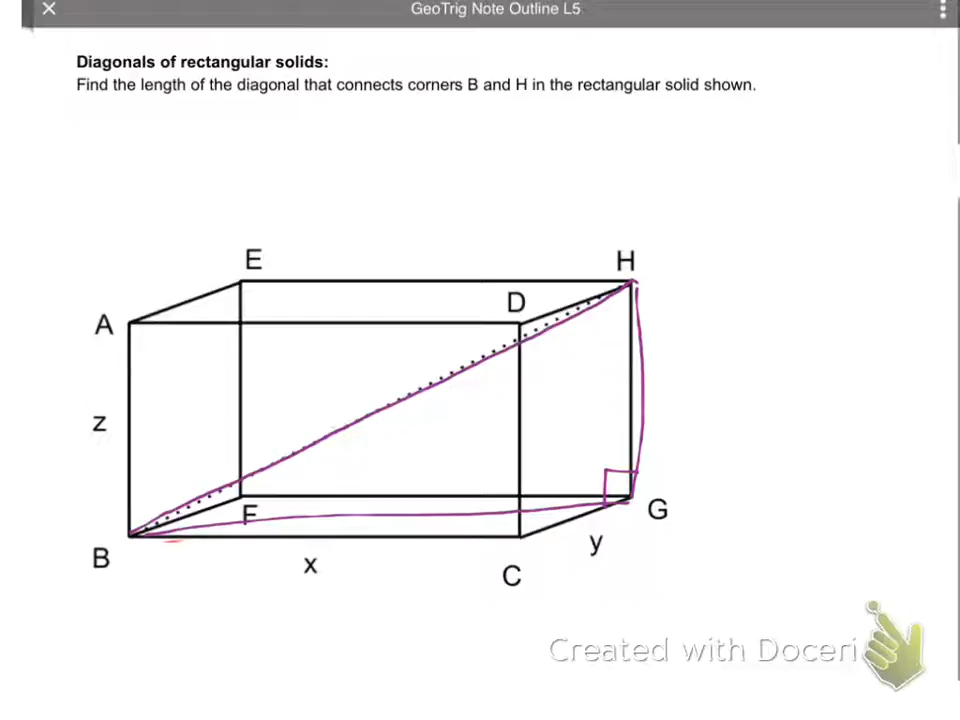 GeoTrig Note Outline L5
Diagonals of rectangular solids:
Find the length of the diagonal that connects corners B and H in the rectangular solid shown.
E
H
D
A
z
F
G
y
B
x
C
Created with Doceri